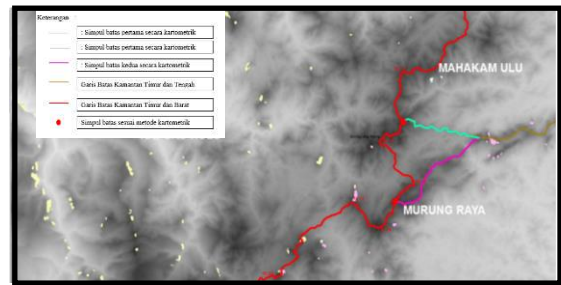 Keterangan
: Simpul batas pertama secara kartometrik
: Simpul batas pertama secara kartometrik
: Simpul batas kedua secara kartometrik
Garis Batas Kamantan Timur dan Tengah
Garis Batas Kamantan Timur dan Barat
Simpul batas sesuai metode kartometrik
MAHAKAM ULU
MURUNG RAYA